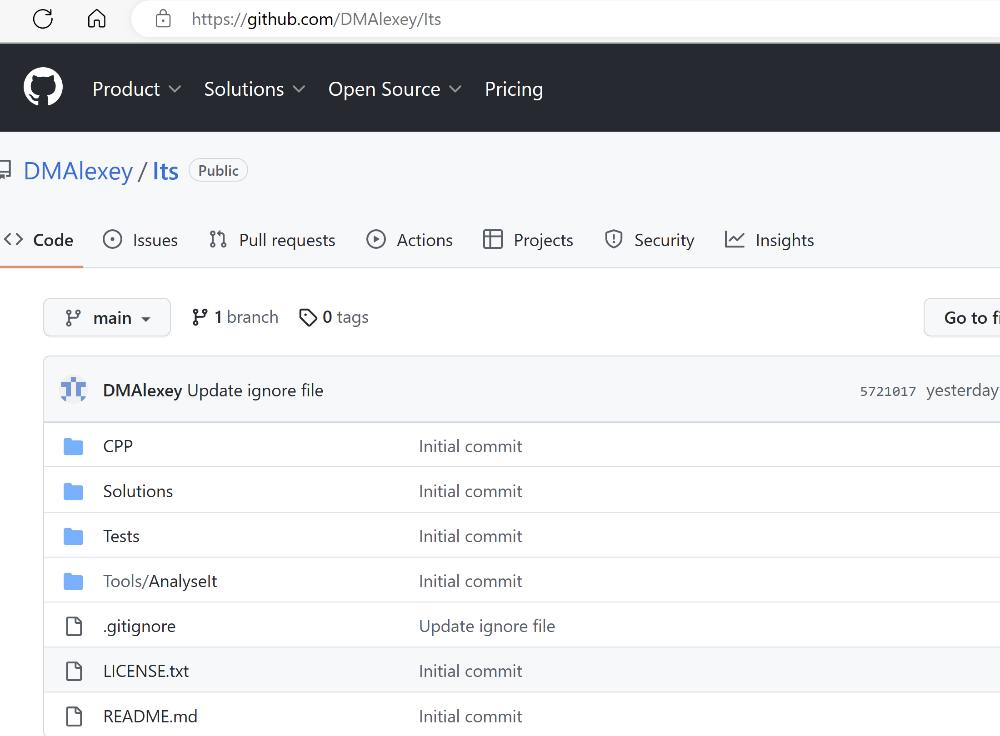 https://github.com/DMAlexey/Its
Product Solutions Open Source Pricing
DMAlexey / Its Public
Code Issues Pull requests Actions Projects Security Insights
main 1 branch 0 tags Go to fi
DMAlexey Update ignore file 5721017 yesterday
CPP Initial commit
Solutions Initial commit
Tests Initial commit
Tools/AnalyseIt Initial commit
.gitignore Update ignore file
LICENSE.txt Initial commit
README.md Initial commit